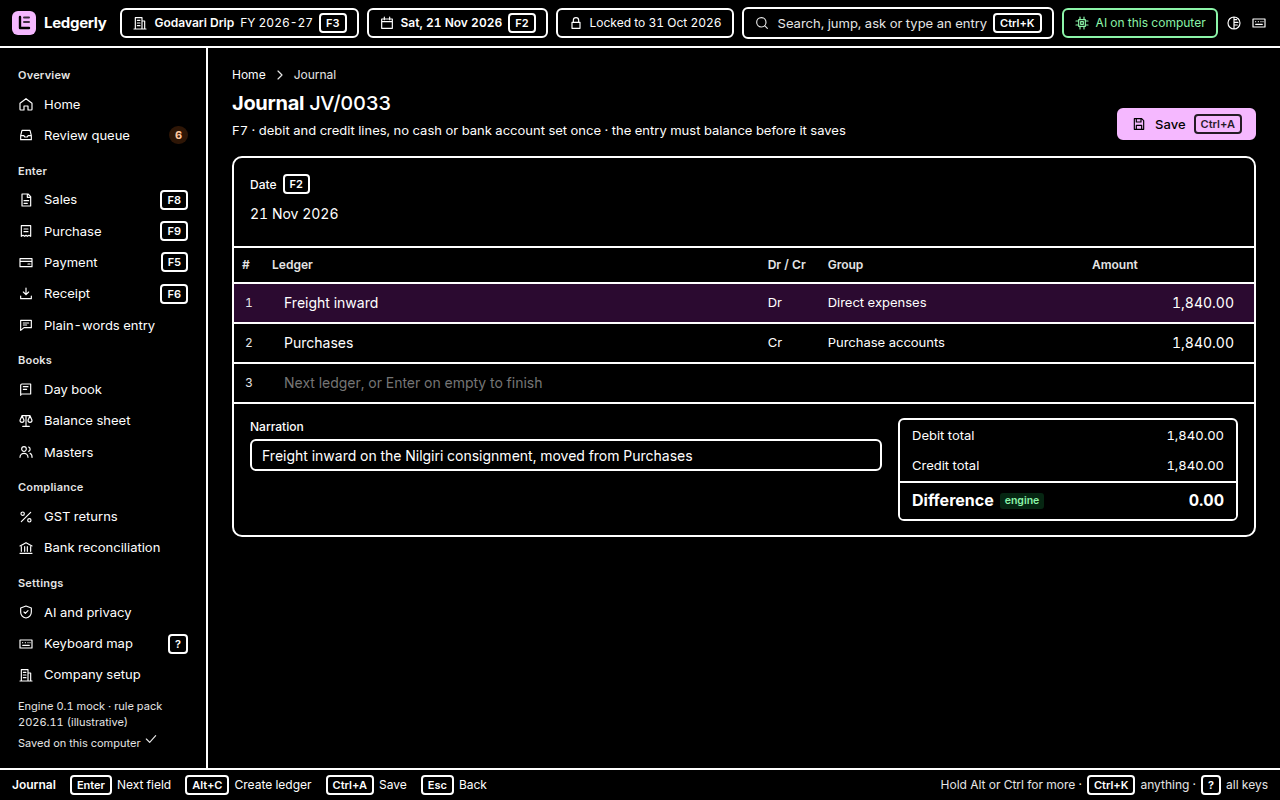 Ledgerly
Godavari Drip FY 2026-27 F3
Sat, 21 Nov 2026 F2
Locked to 31 Oct 2026
Search, jump, ask or type an entry Ctrl+K
AI on this computer
Overview
Home
Review queue 6
Enter
Sales F8
Purchase F9
Payment F5
Receipt F6
Plain-words entry
Books
Day book
Balance sheet
Masters
Compliance
GST returns
Bank reconciliation
Settings
AI and privacy
Keyboard map ?
Company setup
Engine 0.1 mock · rule pack
2026.11 (illustrative)
Saved on this computer
Home Journal
Journal JV/0033
F7 · debit and credit lines, no cash or bank account set once · the entry must balance before it saves
Save Ctrl+A
Date F2
21 Nov 2026
# Ledger Dr / Cr Group Amount
1 Freight inward Dr Direct expenses 1,840.00
2 Purchases Cr Purchase accounts 1,840.00
3 Next ledger, or Enter on empty to finish
Narration
Freight inward on the Nilgiri consignment, moved from Purchases
Debit total 1,840.00
Credit total 1,840.00
Difference engine 0.00
Journal Enter Next field Alt+C Create ledger Ctrl+A Save Esc Back
Hold Alt or Ctrl for more · Ctrl+K anything · ? all keys